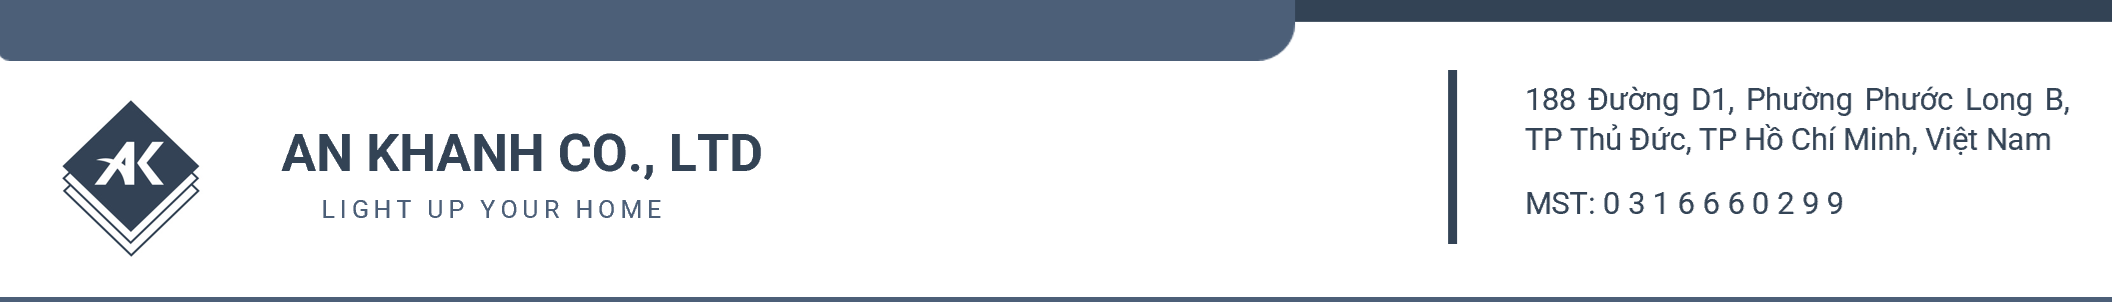 AK
AN KHANH CO., LTD
LIGHT UP YOUR HOME
188 Đường D1, Phường Phước Long B,
TP Thủ Đức, TP Hồ Chí Minh, Việt Nam
MST: 0 3 1 6 6 6 0 2 9 9